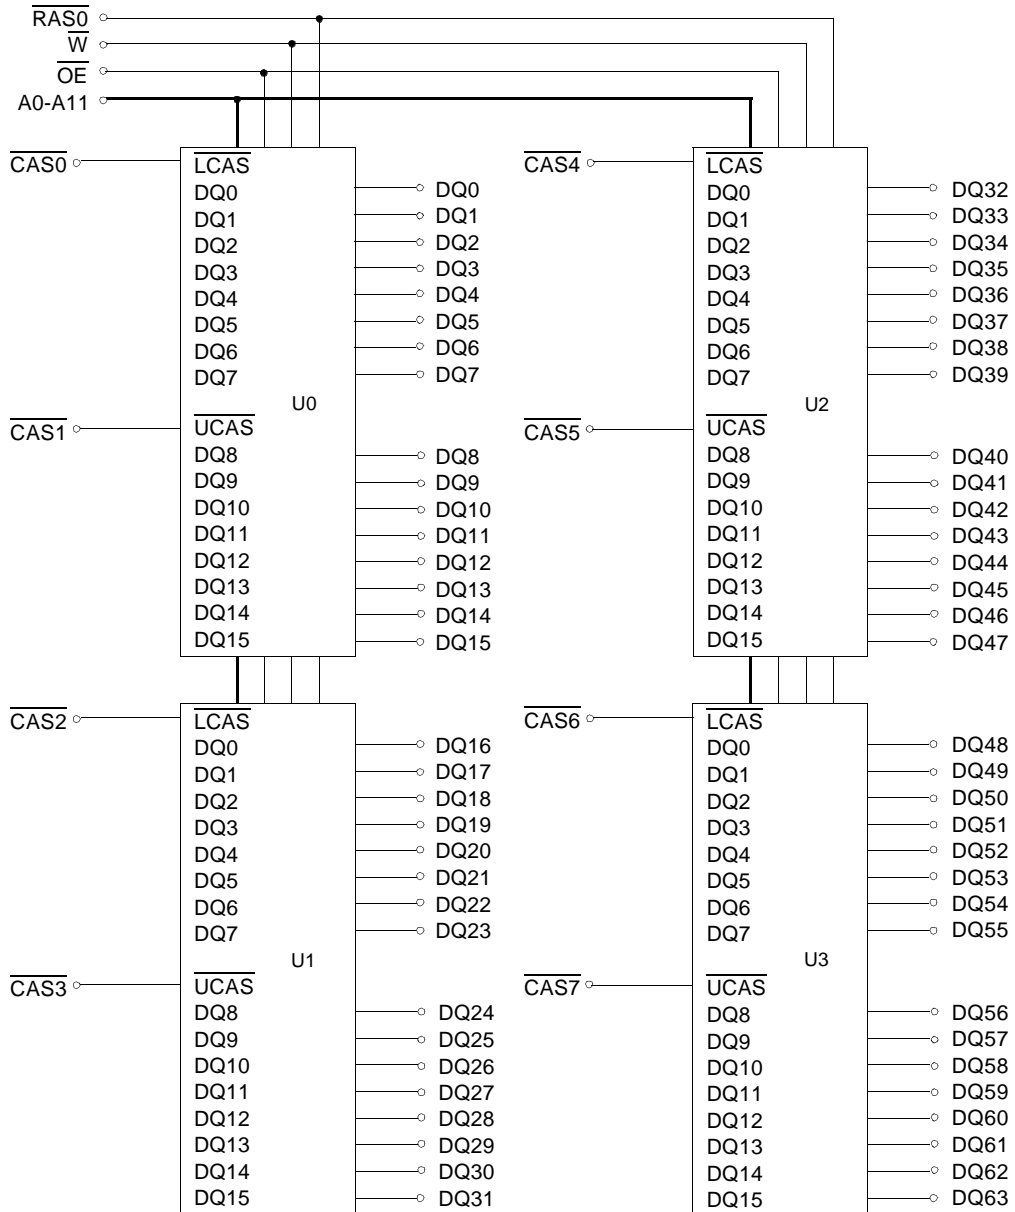 RAS0
W
OE
A0-A11
CAS0
LCAS
DQ0 DQ0
DQ1 DQ1
DQ2 DQ2
DQ3 DQ3
DQ4 DQ4
DQ5 DQ5
DQ6 DQ6
DQ7 DQ7
U0
CAS1
UCAS
DQ8 DQ8
DQ9 DQ9
DQ10 DQ10
DQ11 DQ11
DQ12 DQ12
DQ13 DQ13
DQ14 DQ14
DQ15 DQ15
CAS4
LCAS
DQ0 DQ32
DQ1 DQ33
DQ2 DQ34
DQ3 DQ35
DQ4 DQ36
DQ5 DQ37
DQ6 DQ38
DQ7 DQ39
U2
CAS5
UCAS
DQ8 DQ40
DQ9 DQ41
DQ10 DQ42
DQ11 DQ43
DQ12 DQ44
DQ13 DQ45
DQ14 DQ46
DQ15 DQ47
CAS2
LCAS
DQ0 DQ16
DQ1 DQ17
DQ2 DQ18
DQ3 DQ19
DQ4 DQ20
DQ5 DQ21
DQ6 DQ22
DQ7 DQ23
U1
CAS3
UCAS
DQ8 DQ24
DQ9 DQ25
DQ10 DQ26
DQ11 DQ27
DQ12 DQ28
DQ13 DQ29
DQ14 DQ30
DQ15 DQ31
CAS6
LCAS
DQ0 DQ48
DQ1 DQ49
DQ2 DQ50
DQ3 DQ51
DQ4 DQ52
DQ5 DQ53
DQ6 DQ54
DQ7 DQ55
U3
CAS7
UCAS
DQ8 DQ56
DQ9 DQ57
DQ10 DQ58
DQ11 DQ59
DQ12 DQ60
DQ13 DQ61
DQ14 DQ62
DQ15 DQ63